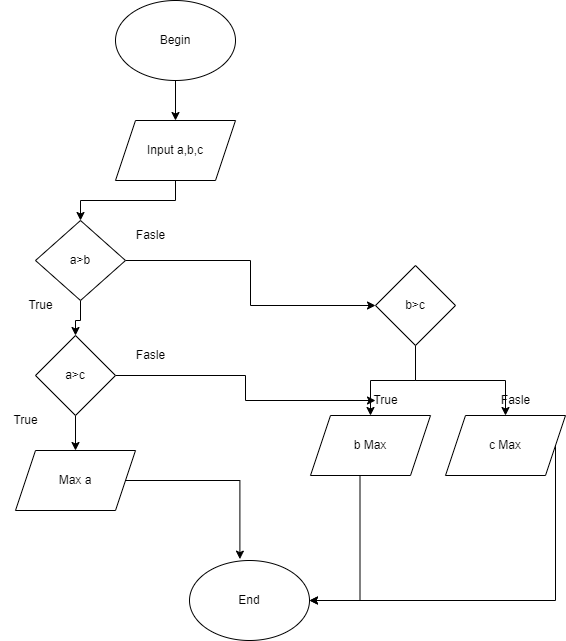 Begin
Input a,b,c
Fasle
a>b
b>c
True
Fasle
a>c
True
Fasle
True
b Max
c Max
Max a
End